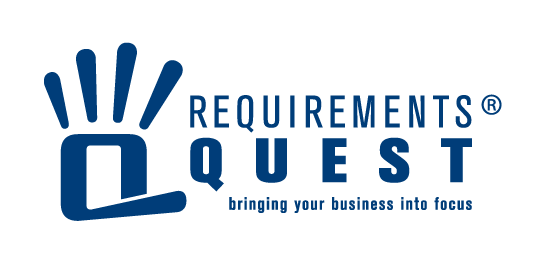 REQUIREMENTS®
QUEST
bringing your business into focus